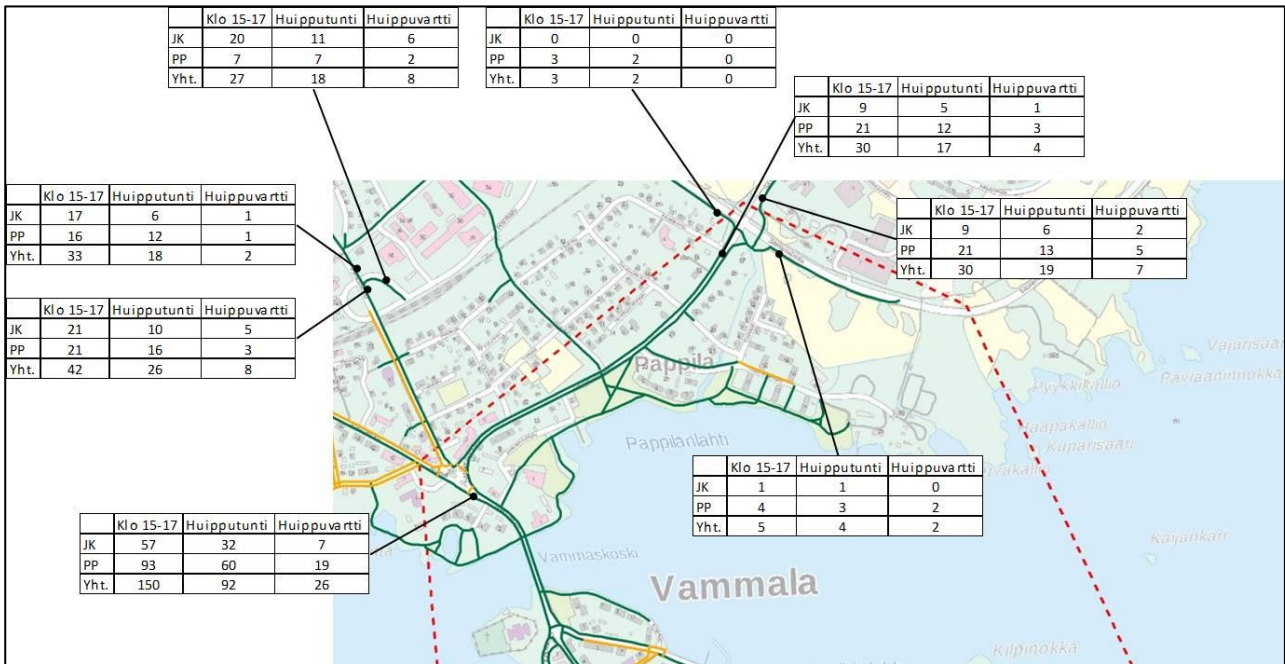 Klo 15-17 Huipputunti Huippuvartti
JK 20 11 6
PP 7 7 2
Yht. 27 18 8
Klo 15-17 Huipputunti Huippuvartti
JK 0 0 0
PP 3 2 0
Yht. 3 2 0
Klo 15-17 Huipputunti Huippuvartti
JK 9 5 1
PP 21 12 3
Yht. 30 17 4
Klo 15-17 Huipputunti Huippuvartti
JK 17 6 1
PP 16 12 1
Yht. 33 18 2
Klo 15-17 Huipputunti Huippuvartti
JK 9 6 2
PP 21 13 5
Yht. 30 19 7
Klo 15-17 Huipputunti Huippuvartti
JK 21 10 5
PP 21 16 3
Yht. 42 26 8
Vajansaari
Pappila
Pyykkikallio
Paviaaninnokka
Haapakallio
Kuparisaari
Pappilanlahti
Klo 15-17 Huipputunti Huippuvartti
JK 1 1 0
PP 4 3 2
Yht. 5 4 2
Klo 15-17 Huipputunti Huippuvartti
JK 57 32 7
PP 93 60 19
Yht. 150 92 26
Kaijankari
Vammaskoski
Vammala
Kilpinokka